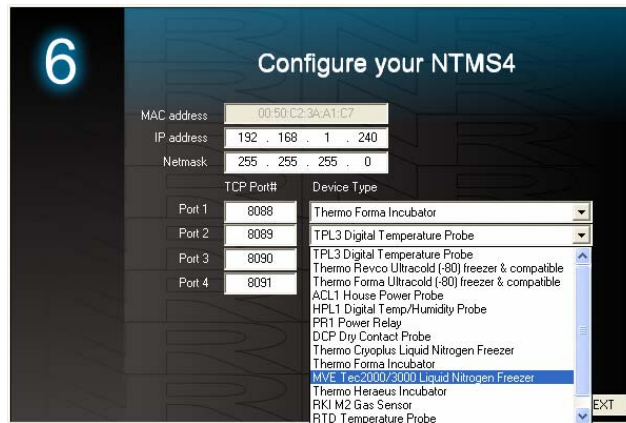 6
Configure your NTMS4
MAC address 00:50:C2:3A:A1:C7
IP address 192 . 168 . 1 . 240
Netmask 255 . 255 . 255 . 0
TCP Port# Device Type
Port 1 8088 Thermo Forma Incubator
Port 2 8089 TPL3 Digital Temperature Probe
Port 3 8090
Port 4 8091
TPL3 Digital Temperature Probe
Thermo Revco Ultracold (-80) freezer & compatible
Thermo Forma Ultracold (-80) freezer & compatible
ACL1 House Power Probe
HPL1 Digital Temp/Humidity Probe
PR1 Power Relay
DCP Dry Contact Probe
Thermo Cryoplus Liquid Nitrogen Freezer
Thermo Forma Incubator
MVE Tec2000/3000 Liquid Nitrogen Freezer
Thermo Heraeus Incubator
RKI M2 Gas Sensor
RTD Temperature Probe
EXT